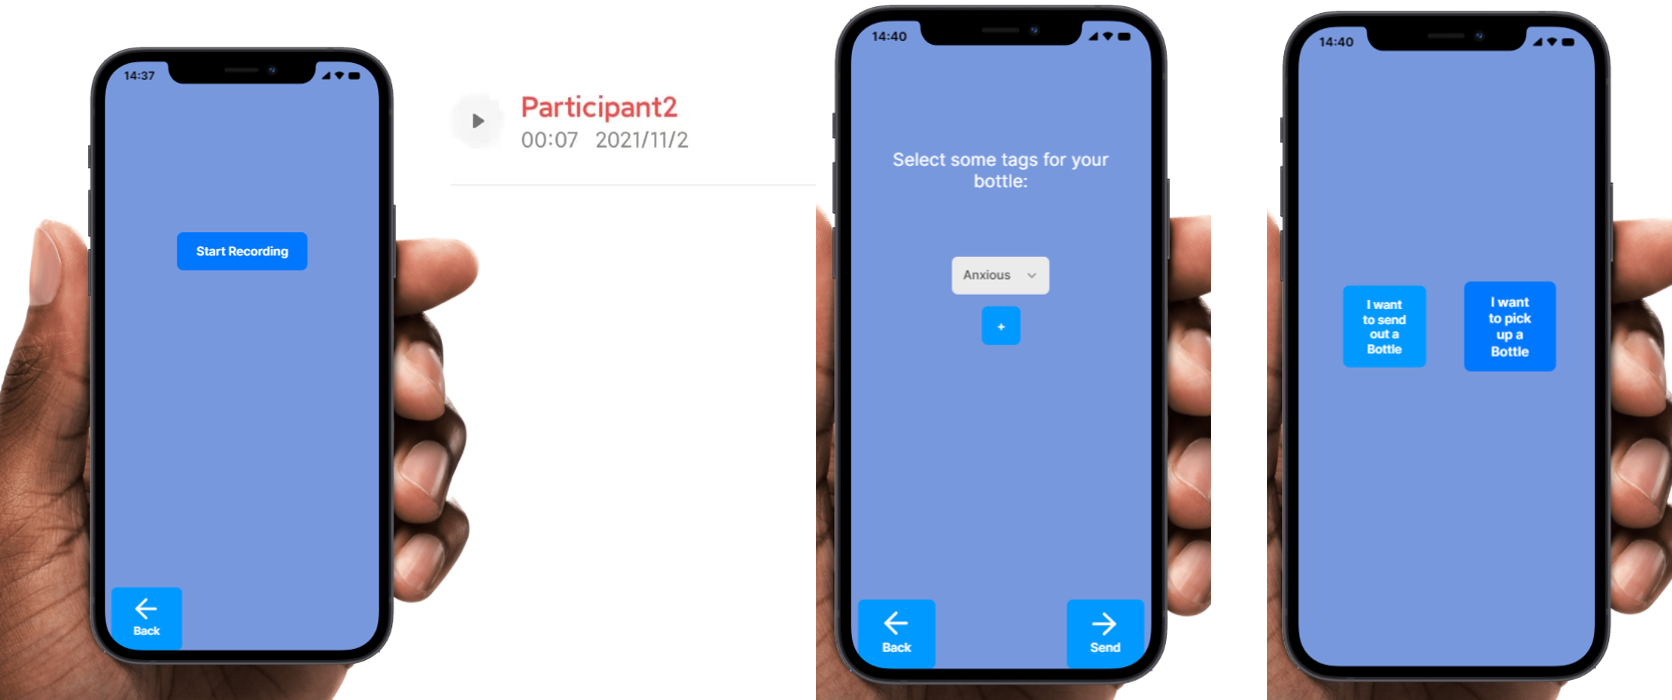 14:37
Start Recording
Back
Participant2
00:07 2021/11/2
14:40
Select some tags for your
bottle:
Anxious
+
Back
Send
14:40
I want
to send
out a
Bottle
I want
to pick
up a
Bottle